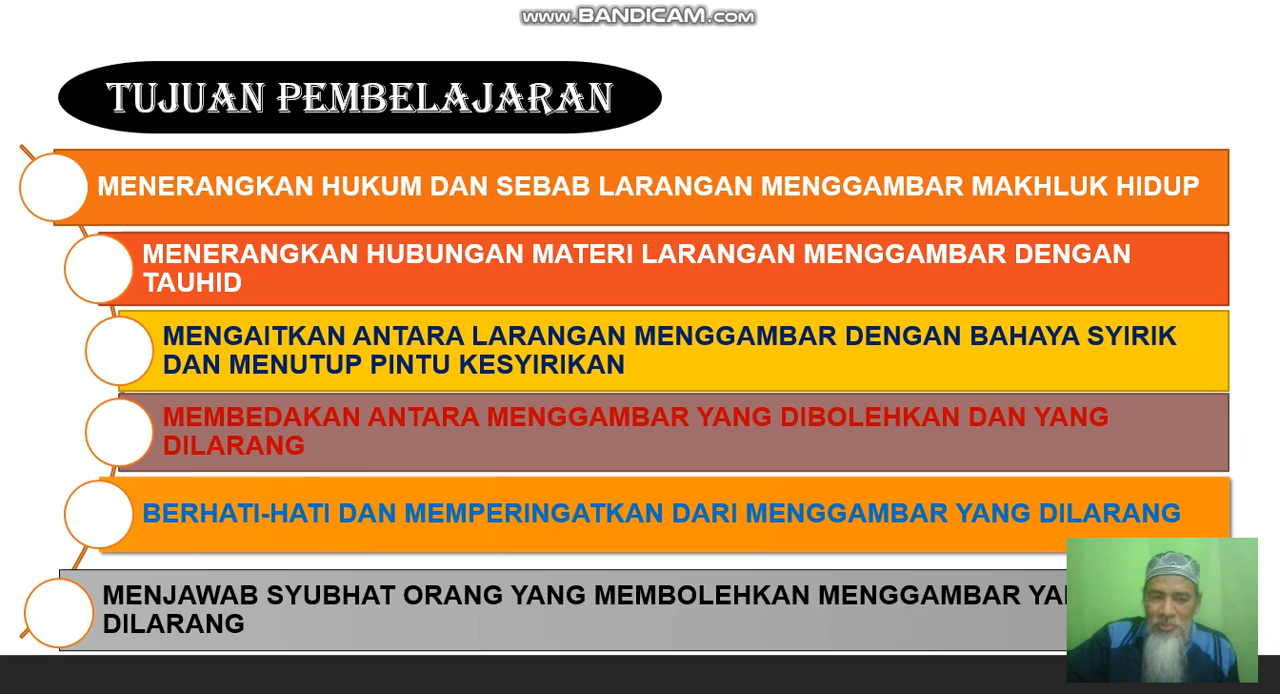 www.BANDICAM.com
TUJUAN PEMBELAJARAN
MENERANGKAN HUKUM DAN SEBAB LARANGAN MENGGAMBAR MAKHLUK HIDUP
MENERANGKAN HUBUNGAN MATERI LARANGAN MENGGAMBAR DENGAN
TAUHID
MENGAITKAN ANTARA LARANGAN MENGGAMBAR DENGAN BAHAYA SYIRIK
DAN MENUTUP PINTU KESYIRIKAN
MEMBEDAKAN ANTARA MENGGAMBAR YANG DIBOLEHKAN DAN YANG
DILARANG
BERHATI-HATI DAN MEMPERINGATKAN DARI MENGGAMBAR YANG DILARANG
MENJAWAB SYUBHAT ORANG YANG MEMBOLEHKAN MENGGAMBAR
DILARANG